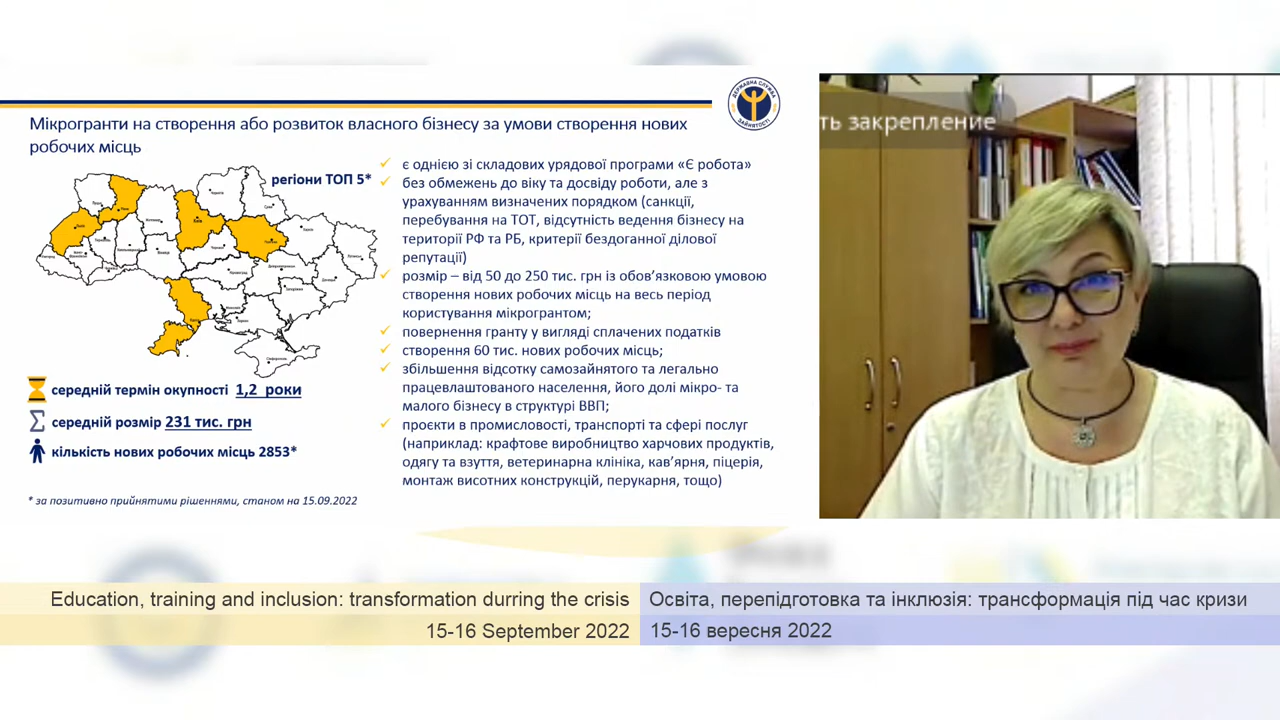 ДЕРЖАВНА СЛУЖБА
ЗАЙНЯТОСТІ
Мікрогранти на створення або розвиток власного бізнесу за умови створення нових
робочих місць
регіони ТОП 5*
✓ є однією зі складових урядової програми «Є робота»
✓ без обмежень до віку та досвіду роботи, але з
урахуванням визначених порядком (санкції,
перебування на ТОТ, відсутність ведення бізнесу на
території РФ та РБ, критерії бездоганної ділової
репутації)
✓ розмір – від 50 до 250 тис. грн із обов’язковою умовою
створення нових робочих місць на весь період
користування мікрогрантом;
✓ повернення гранту у вигляді сплачених податків
✓ створення 60 тис. нових робочих місць;
✓ збільшення відсотку самозайнятого та легально
працевлаштованого населення, його долі мікро- та
малого бізнесу в структурі ВВП;
✓ проєкти в промисловості, транспорті та сфері послуг
(наприклад: крафтове виробництво харчових продуктів,
одягу та взуття, ветеринарна клініка, кав’ярня, піцерія,
монтаж висотних конструкцій, перукарня, тощо)
середній термін окупності 1,2 роки
середній розмір 231 тис. грн
кількість нових робочих місць 2853*
* за позитивно прийнятими рішеннями, станом на 15.09.2022
ть закрепление
Education, training and inclusion: transformation durring the crisis
15-16 September 2022
Освіта, перепідготовка та інклюзія: трансформація під час кризи
15-16 вересня 2022